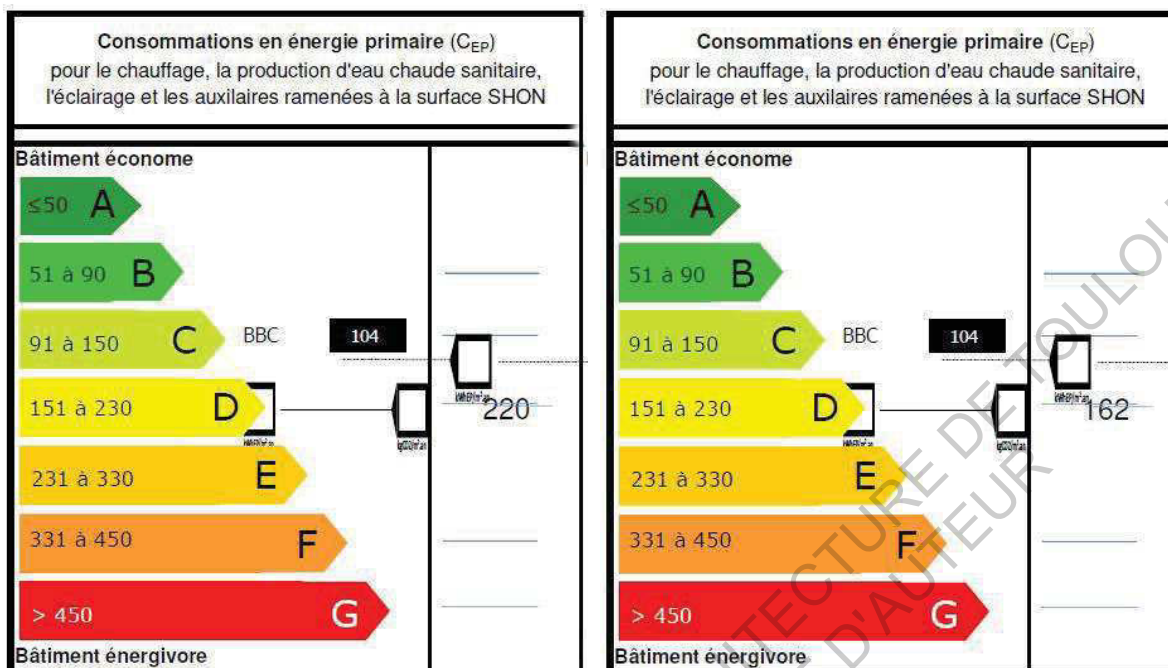 Consommations en énergie primaire (CEP)
pour le chauffage, la production d'eau chaude sanitaire,
l'éclairage et les auxilaires ramenées à la surface SHON
Bâtiment économe
≤50 A
51 à 90 B
91 à 150 C BBC 104
151 à 230 D 220
231 à 330 E
331 à 450 F
> 450 G
Bâtiment énergivore
Consommations en énergie primaire (CEP)
pour le chauffage, la production d'eau chaude sanitaire,
l'éclairage et les auxilaires ramenées à la surface SHON
Bâtiment économe
≤50 A
51 à 90 B
91 à 150 C BBC 104
151 à 230 D 162
231 à 330 E
331 à 450 F
> 450 G
Bâtiment énergivore
D'AUTEUR